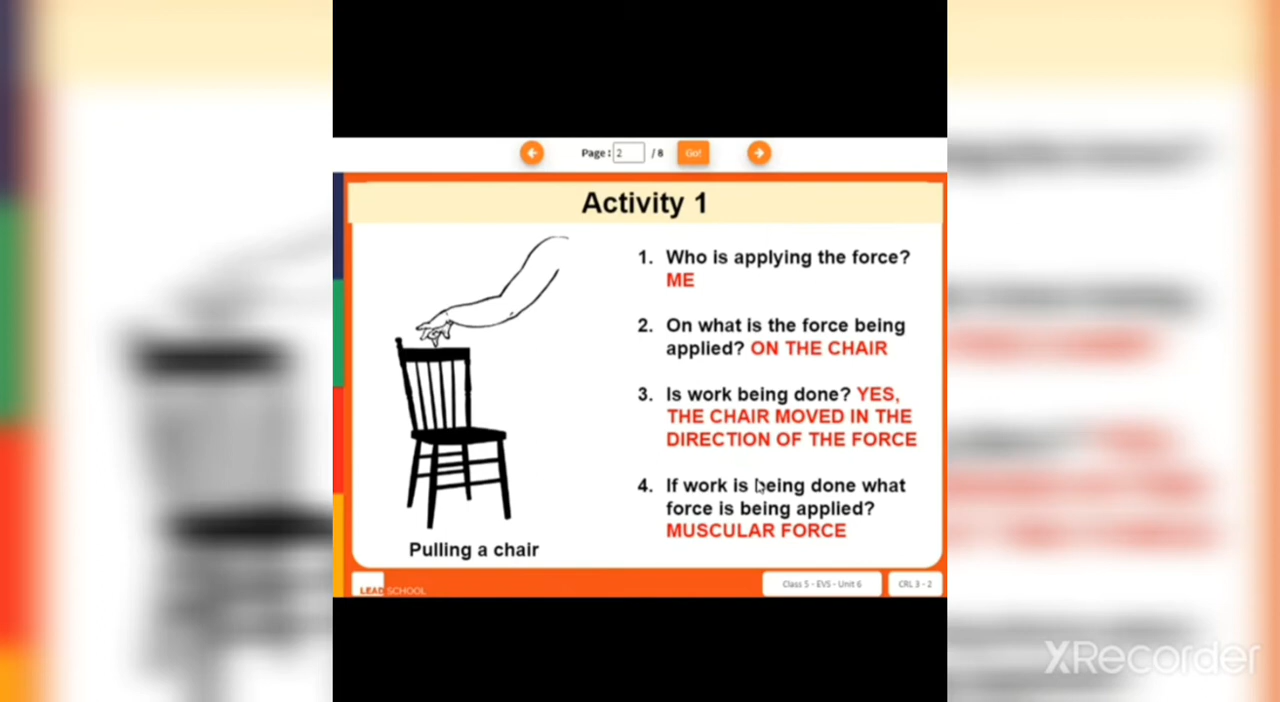 Page: 2 / 8 Go!
Activity 1
1. Who is applying the force?
ME
2. On what is the force being
applied? ON THE CHAIR
3. Is work being done? YES,
THE CHAIR MOVED IN THE
DIRECTION OF THE FORCE
4. If work is being done what
force is being applied?
MUSCULAR FORCE
Pulling a chair
LEAD SCHOOL
Class 5 - EVS - Unit 6
CRL 3 - 2
XRecorder